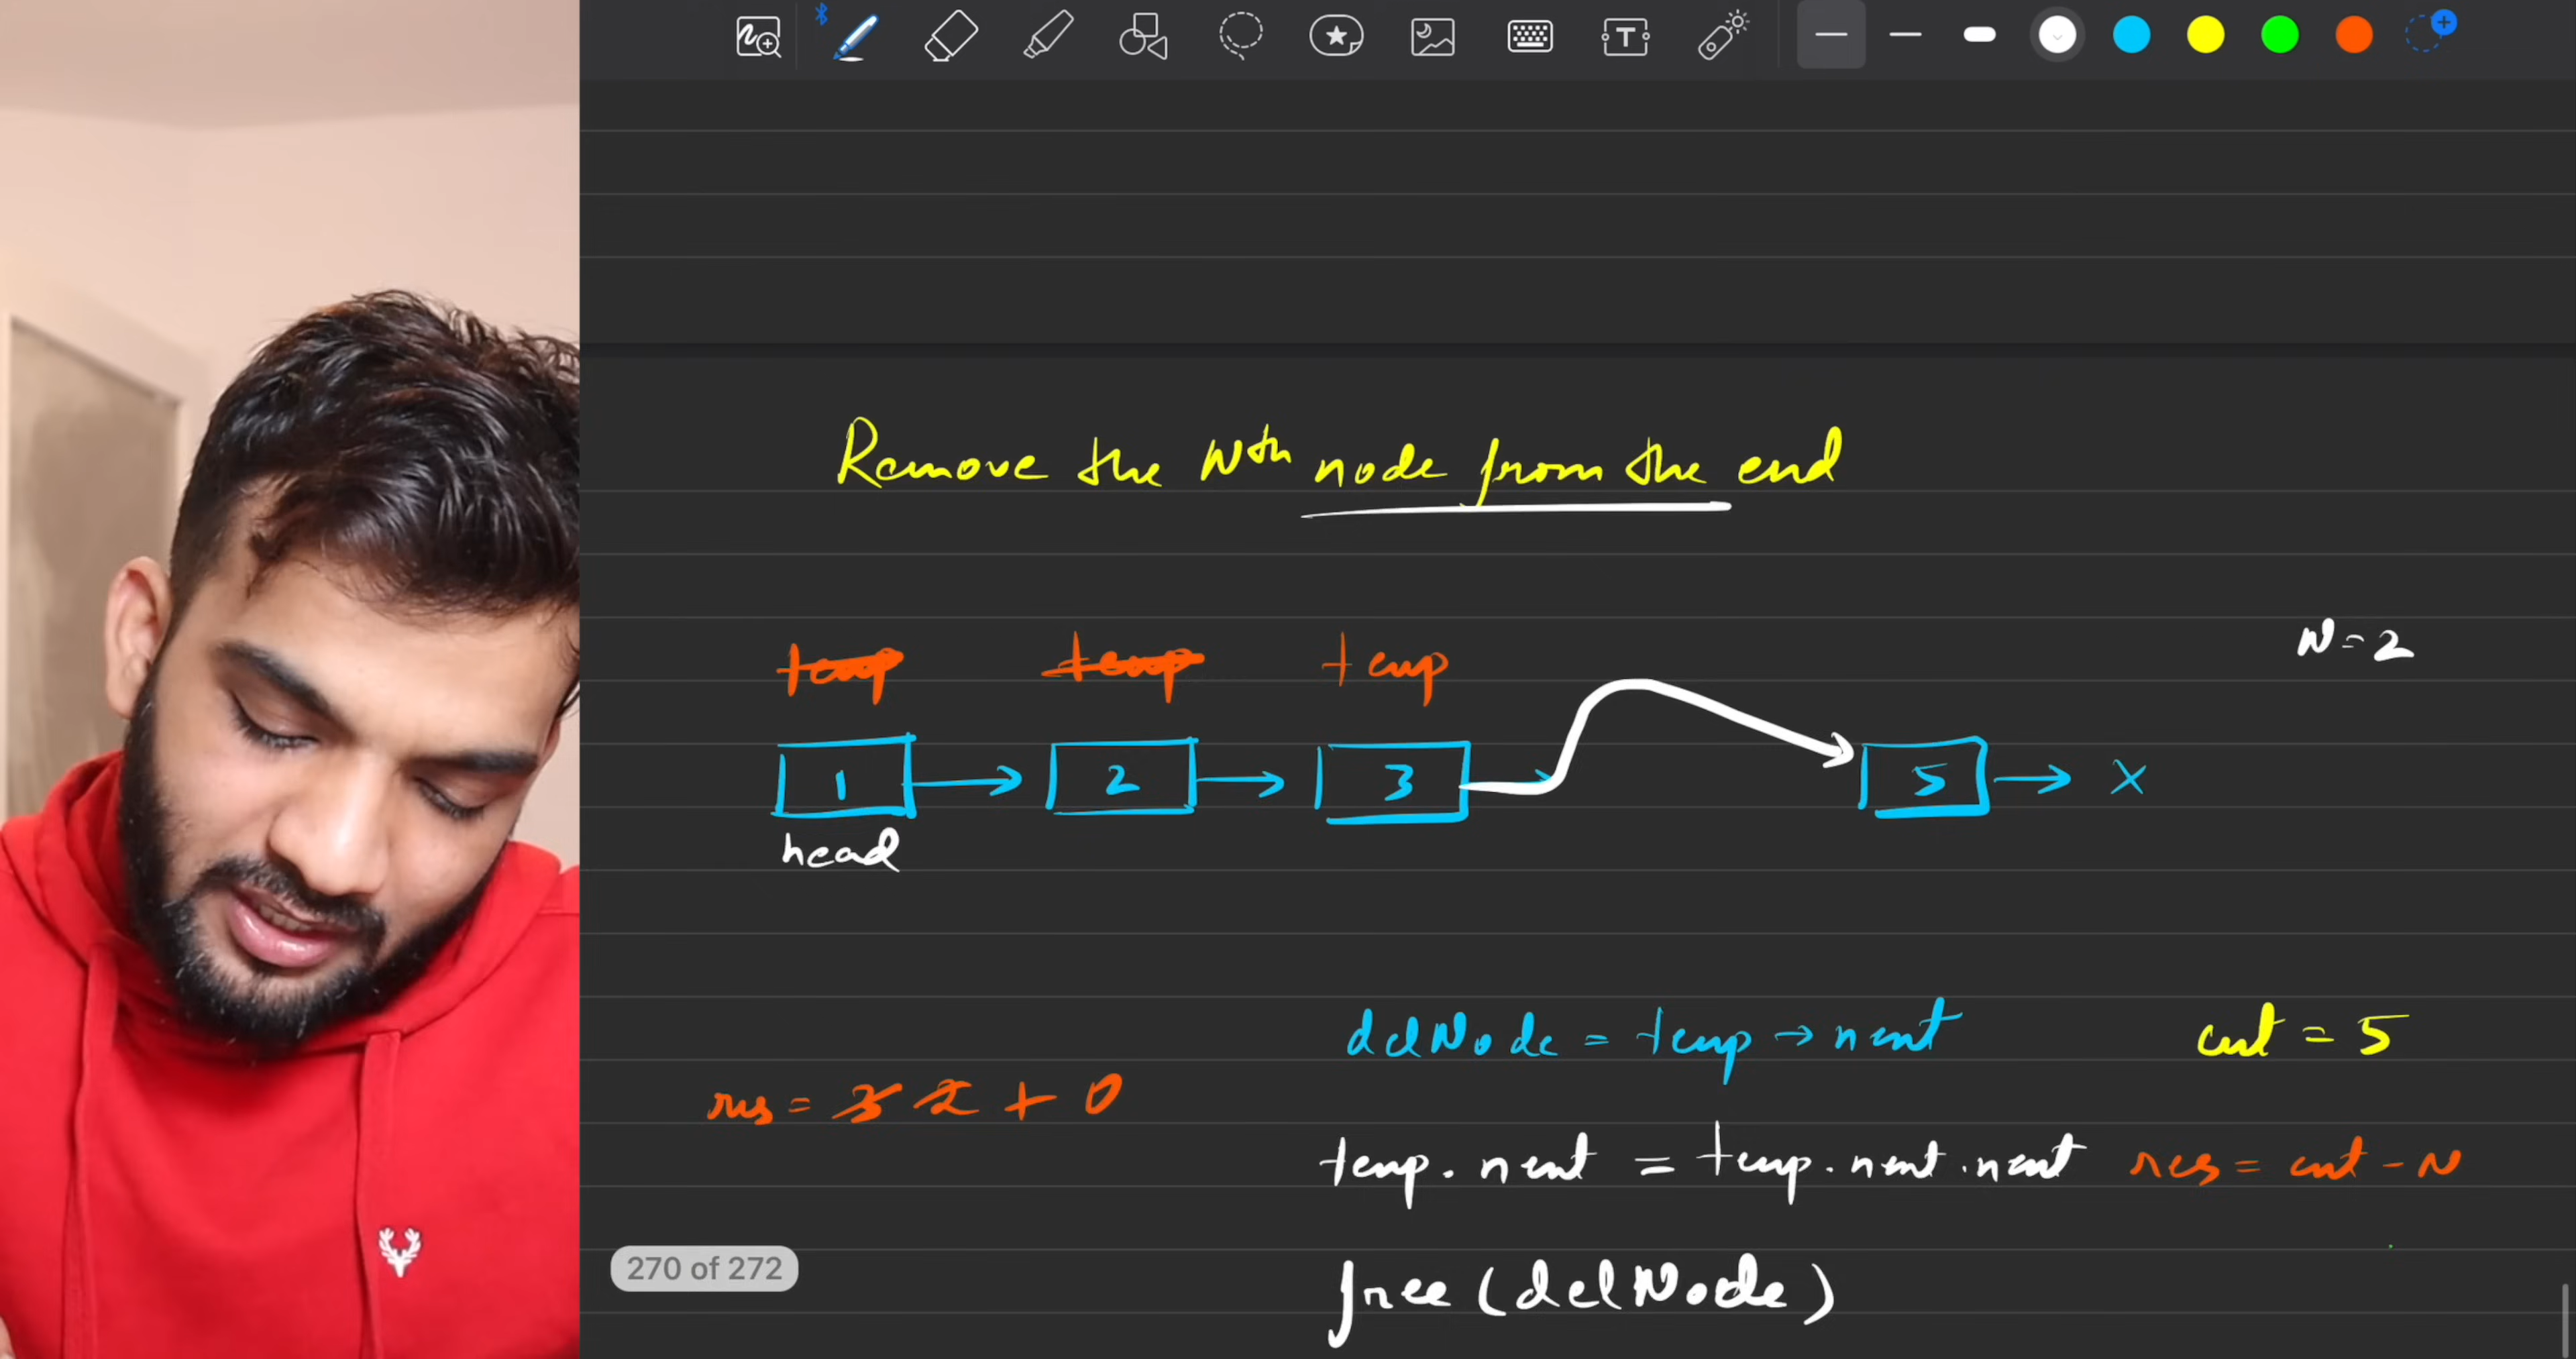 Remove the Nth node from the end
N = 2
temp temp temp
1 → 2 → 3 5 → x
head
delNode = temp → next
cnt = 5
res = 3 2 1 0
temp. next = temp. next .next
res = cnt - N
270 of 272
free (delNode)